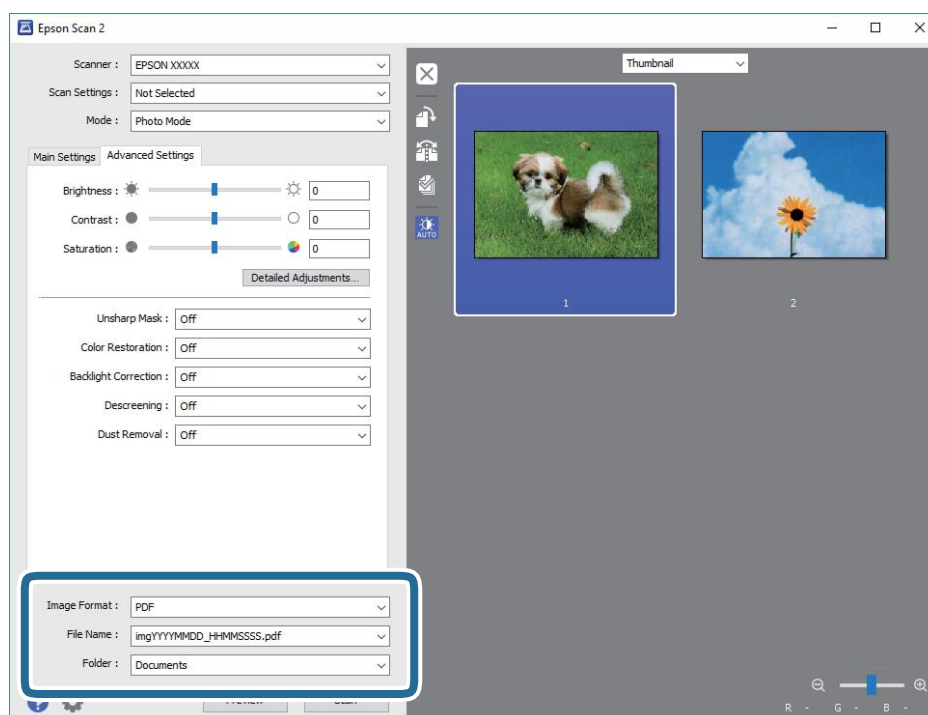 Epson Scan 2
Scanner : EPSON XXXXX
Scan Settings : Not Selected
Mode : Photo Mode
Main Settings Advanced Settings
Brightness : 0
Contrast : 0
Saturation : 0
Detailed Adjustments...
Unsharp Mask : Off
Color Restoration : Off
Backlight Correction : Off
Descreening : Off
Dust Removal : Off
Image Format : PDF
File Name : imgYYYYMMDD_HHMMSSSS.pdf
Folder : Documents
Preview Scan
Thumbnail
AUTO
1 2
R - G - B -